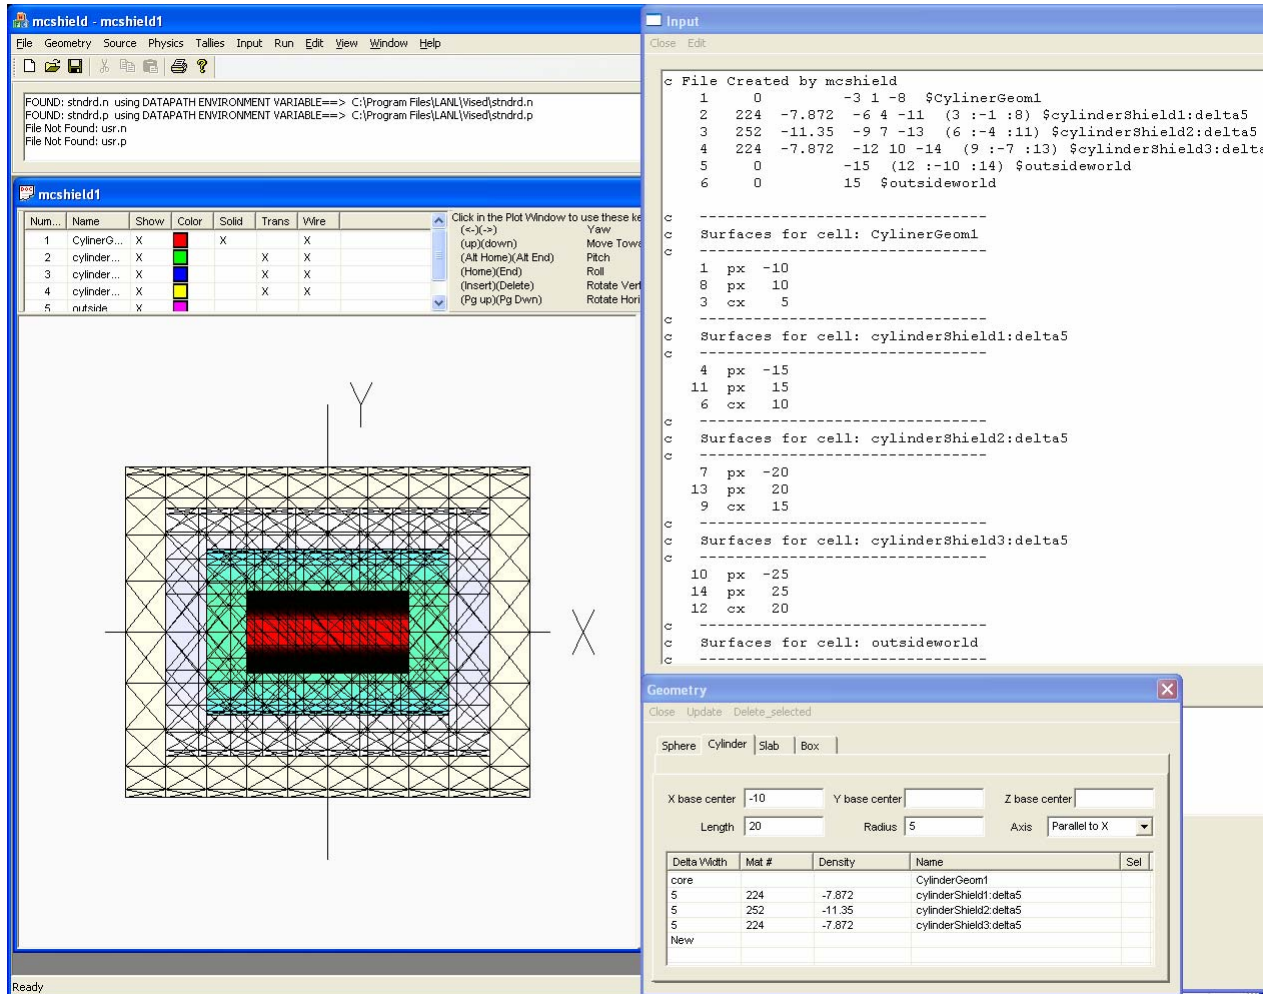 mcshield - mcshield1
File Geometry Source Physics Tallies Input Run Edit View Window Help
FOUND: stndrd.n using DATAPATH ENVIRONMENT VARIABLE==> C:\Program Files\LANL\Vised\stndrd.n
FOUND: stndrd.p using DATAPATH ENVIRONMENT VARIABLE==> C:\Program Files\LANL\Vised\stndrd.p
File Not Found: usr.n
File Not Found: usr.p
mcshield1
Num... Name Show Color Solid Trans Wire
1 CylinerG... X X X
2 cylinder... X X X
3 cylinder... X X X
4 cylinder... X X X
5 outside X
Click in the Plot Window to use these ke
(<-)(->) Yaw
(up)(down) Move Towa
(Alt Home)(Alt End) Pitch
(Home)(End) Roll
(Insert)(Delete) Rotate Vert
(Pg up)(Pg Dwn) Rotate Hori
Y
X
Ready
Input
Close Edit
c File Created by mcshield
1 0 -3 1 -8 $CylinerGeom1
2 224 -7.872 -6 4 -11 (3 :-1 :8) $cylinderShield1:delta5
3 252 -11.35 -9 7 -13 (6 :-4 :11) $cylinderShield2:delta5
4 224 -7.872 -12 10 -14 (9 :-7 :13) $cylinderShield3:delta
5 0 -15 (12 :-10 :14) $outsideworld
6 0 15 $outsideworld
c -------------------------------
c Surfaces for cell: CylinerGeom1
c -------------------------------
1 px -10
8 px 10
3 cx 5
c -------------------------------
c Surfaces for cell: cylinderShield1:delta5
c -------------------------------
4 px -15
11 px 15
6 cx 10
c -------------------------------
c Surfaces for cell: cylinderShield2:delta5
c -------------------------------
7 px -20
13 px 20
9 cx 15
c -------------------------------
c Surfaces for cell: cylinderShield3:delta5
c -------------------------------
10 px -25
14 px 25
12 cx 20
c -------------------------------
c Surfaces for cell: outsideworld
c -------------------------------
Geometry
Close Update Delete_selected
Sphere Cylinder Slab Box
X base center -10 Y base center Z base center
Length 20 Radius 5 Axis Parallel to X
Delta Width Mat # Density Name Sel
core CylinderGeom1
5 224 -7.872 cylinderShield1:delta5
5 252 -11.35 cylinderShield2:delta5
5 224 -7.872 cylinderShield3:delta5
New